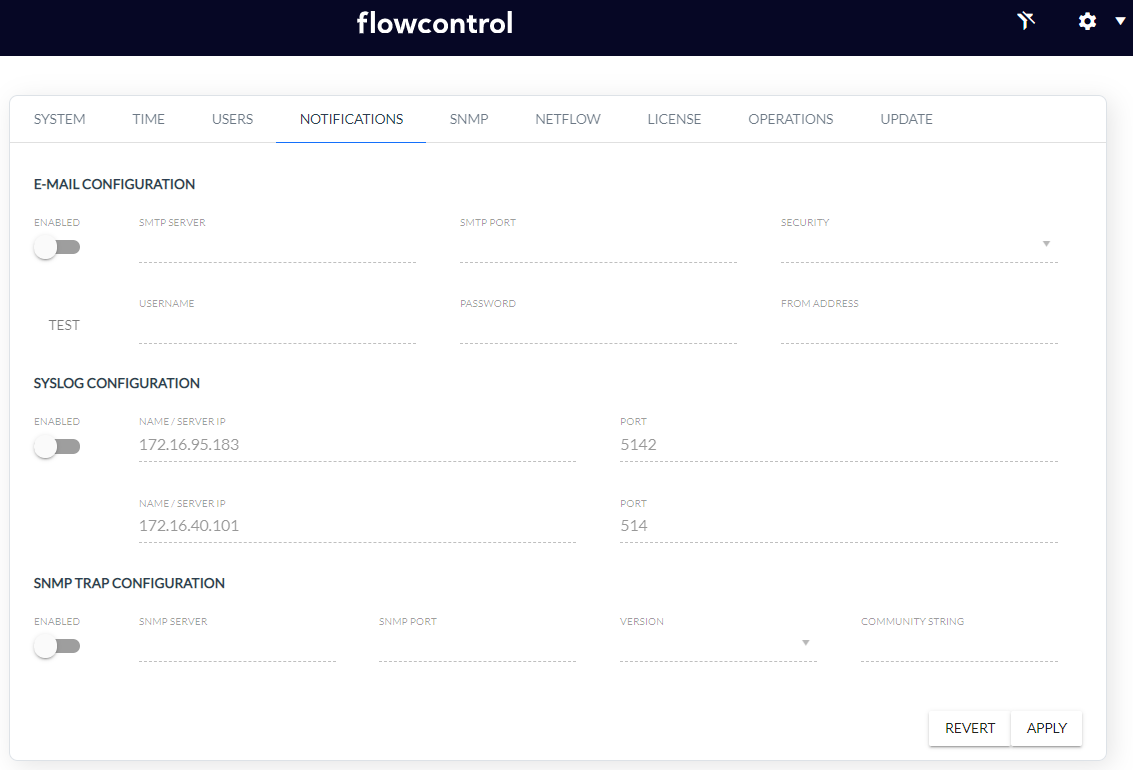 flowcontrol
SYSTEM TIME USERS NOTIFICATIONS SNMP NETFLOW LICENSE OPERATIONS UPDATE
E-MAIL CONFIGURATION
ENABLED SMTP SERVER SMTP PORT SECURITY
USERNAME PASSWORD FROM ADDRESS
TEST
SYSLOG CONFIGURATION
ENABLED NAME / SERVER IP PORT
172.16.95.183 5142
NAME / SERVER IP PORT
172.16.40.101 514
SNMP TRAP CONFIGURATION
ENABLED SNMP SERVER SNMP PORT VERSION COMMUNITY STRING
REVERT APPLY